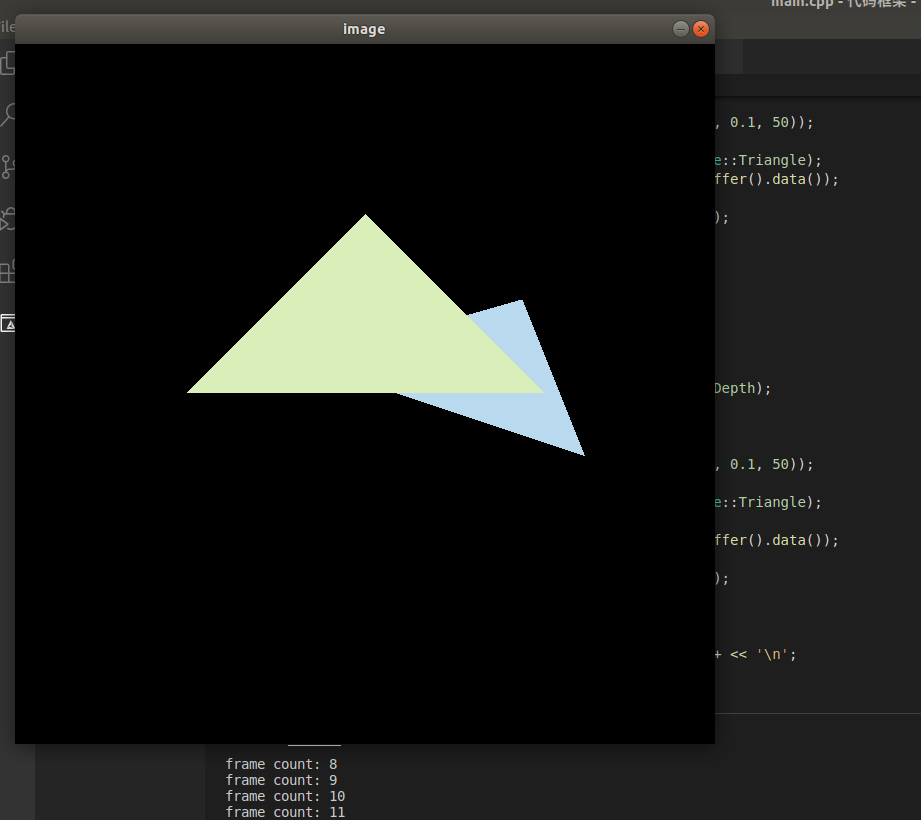 main.cpp - 代码框架 -
ile
image
, 0.1, 50));
e::Triangle);
ffer().data());
);
Depth);
, 0.1, 50));
e::Triangle);
ffer().data());
);
+ << '\n';
frame count: 8
frame count: 9
frame count: 10
frame count: 11